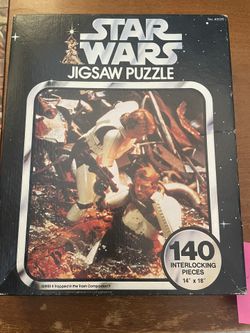 STAR
WARS
JIGSAW PUZZLE
140
INTERLOCKING
PIECES
14" x 18"
Trapped in the Trash Compactor!!